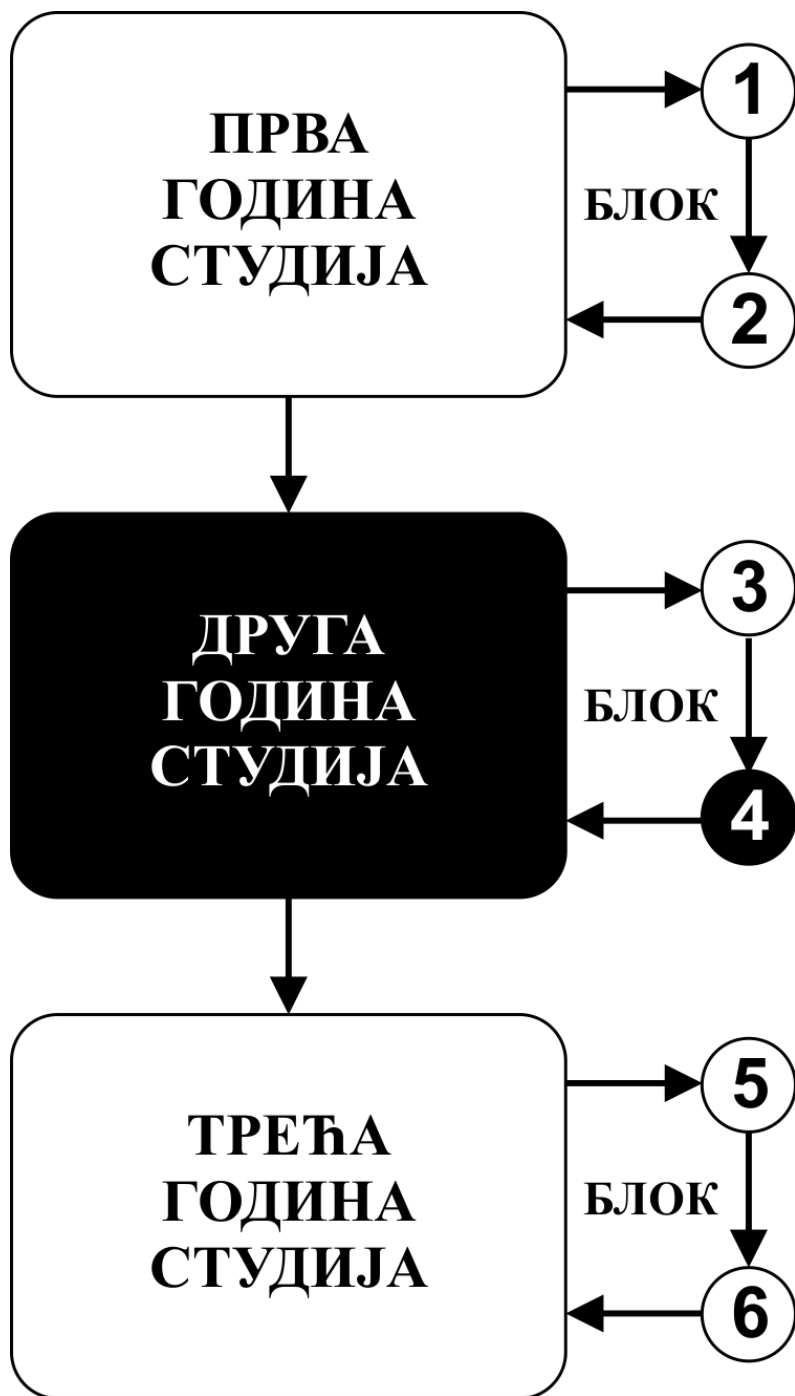 ПРВА
ГОДИНА
СТУДИЈА
1
БЛОК
2
ДРУГА
ГОДИНА
СТУДИЈА
3
БЛОК
4
ТРЕЋА
ГОДИНА
СТУДИЈА
5
БЛОК
6